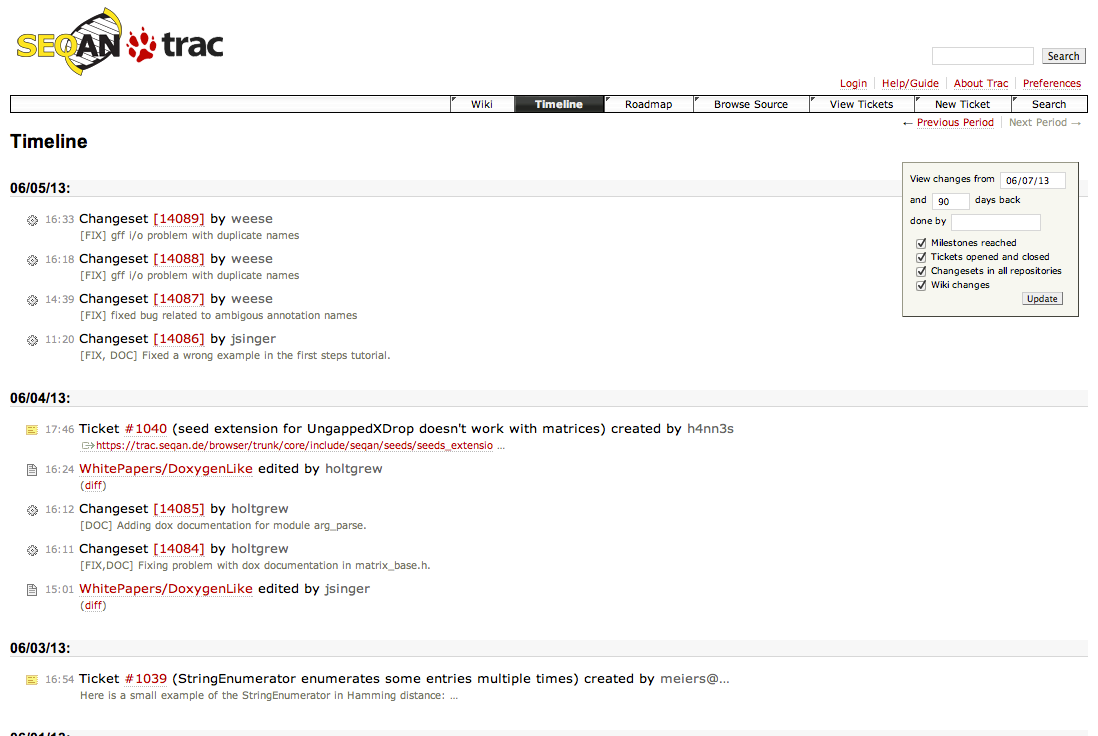 SEQAN trac
Search
Login Help/Guide About Trac Preferences
Wiki Timeline Roadmap Browse Source View Tickets New Ticket Search
← Previous Period Next Period →
Timeline
View changes from 06/07/13
and 90 days back
done by
Milestones reached
Tickets opened and closed
Changesets in all repositories
Wiki changes
Update
06/05/13:
16:33 Changeset [14089] by weese
[FIX] gff i/o problem with duplicate names
16:18 Changeset [14088] by weese
[FIX] gff i/o problem with duplicate names
14:39 Changeset [14087] by weese
[FIX] fixed bug related to ambigous annotation names
11:20 Changeset [14086] by jsinger
[FIX, DOC] Fixed a wrong example in the first steps tutorial.
06/04/13:
17:46 Ticket #1040 (seed extension for UngappedXDrop doesn't work with matrices) created by h4nn3s
https://trac.seqan.de/browser/trunk/core/include/seqan/seeds/seeds_extensio ...
16:24 WhitePapers/DoxygenLike edited by holtgrew
(diff)
16:12 Changeset [14085] by holtgrew
[DOC] Adding dox documentation for module arg_parse.
16:11 Changeset [14084] by holtgrew
[FIX,DOC] Fixing problem with dox documentation in matrix_base.h.
15:01 WhitePapers/DoxygenLike edited by jsinger
(diff)
06/03/13:
16:54 Ticket #1039 (StringEnumerator enumerates some entries multiple times) created by meiers@...
Here is a small example of the StringEnumerator in Hamming distance: ...
06/01/13: